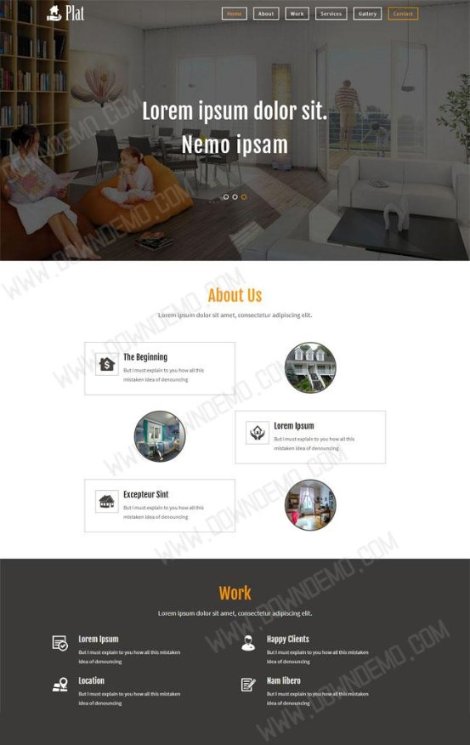 Plat
Home About Work Services Gallery Contact
Lorem ipsum dolor sit.
Nemo ipsam
About Us
Lorem ipsum dolor sit amet, consectetur adipiscing elit.
The Beginning
But I must explain to you how all this
mistaken idea of denouncing
Lorem Ipsum
But I must explain to you how all this
mistaken idea of denouncing
Excepteur Sint
But I must explain to you how all this
mistaken idea of denouncing
Work
Lorem ipsum dolor sit amet, consectetur adipiscing elit.
Lorem Ipsum
But I must explain to you how all this mistaken
idea of denouncing
Happy Clients
But I must explain to you how all this mistaken
idea of denouncing
Location
But I must explain to you how all this mistaken
idea of denouncing
Nam libero
But I must explain to you how all this mistaken
idea of denouncing
WWW.DOWNDEMO.COM
WWW.DOWNDEMO.COM
WWW.DOWNDEMO.COM
WWW.DOWNDEMO.COM
WWW.DOWNDEMO.COM
WWW.DOWNDEMO.COM
WWW.DOWNDEMO.COM